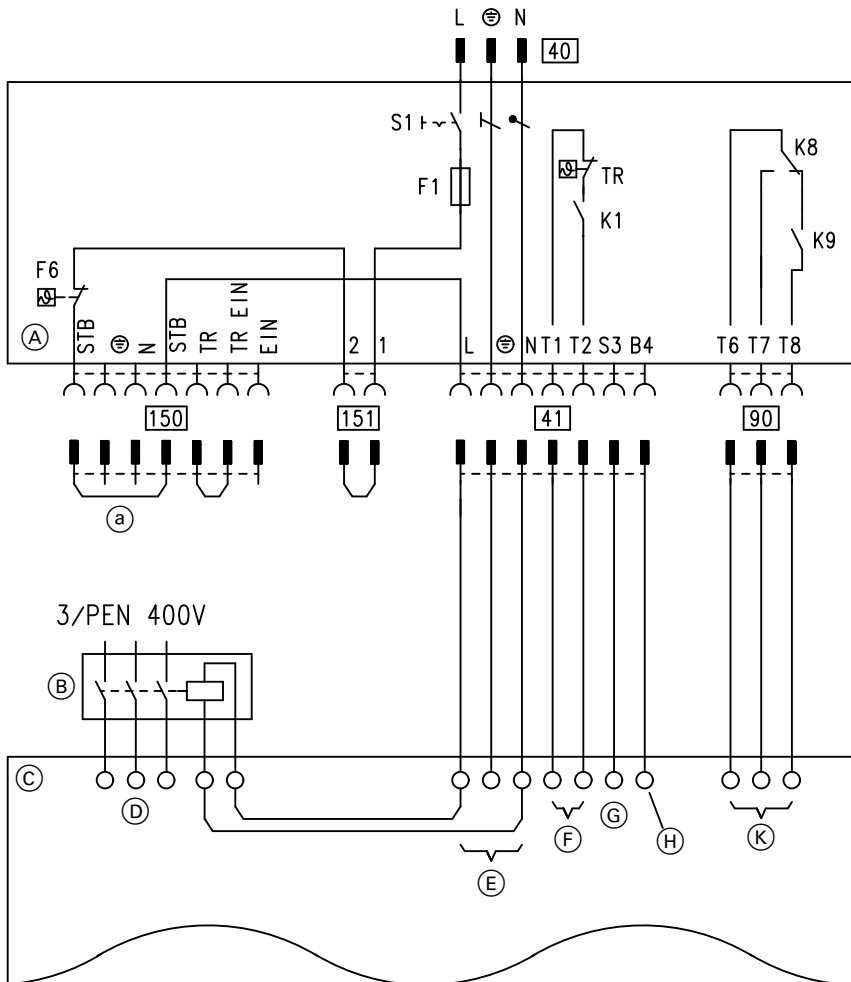 L ⏚ N 40
S1
F1
TR
K1
K8
K9
F6
A
STB ⏚ N STB TR TR EIN EIN
2 1
L ⏚ N T1 T2 S3 B4
T6 T7 T8
150 151 41 90
a
3/PEN 400V
B
C
D
E
F
G
H
K